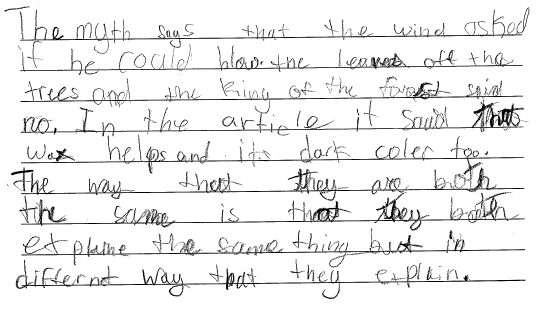 The myth says that the wind asked
if he could blow the leaves off the
trees and the king of the forest said
no. In the article it said that
wax helps and it's dark coler too.
The way that they are both
the same is that they both
explaine the same thing but in
differnt way that they explain.